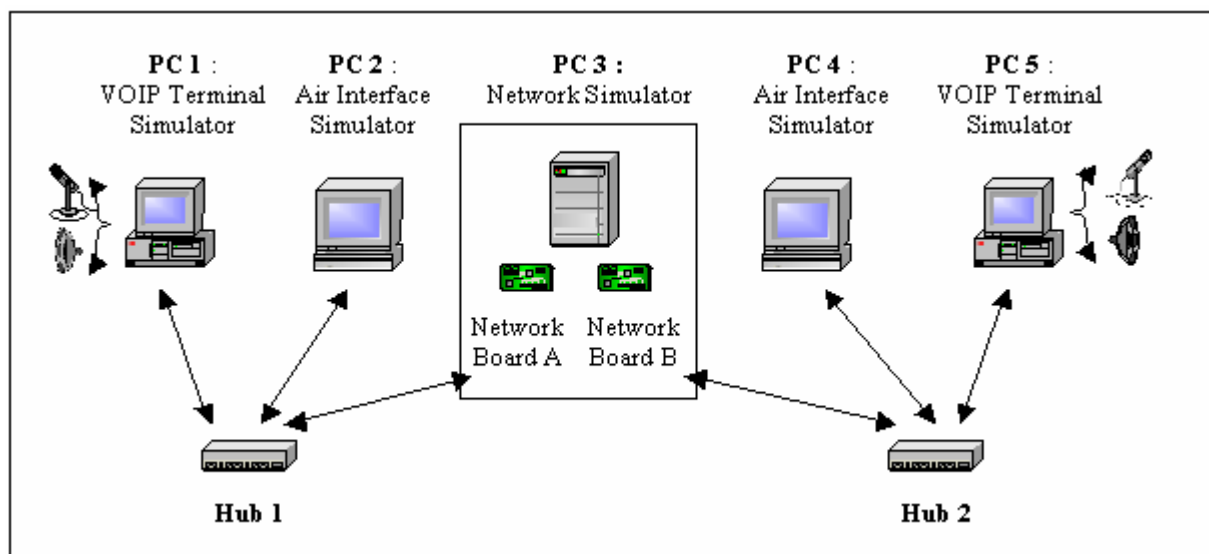 PC 1 :
VOIP Terminal
Simulator
PC 2 :
Air Interface
Simulator
PC 3 :
Network Simulator
PC 4 :
Air Interface
Simulator
PC 5 :
VOIP Terminal
Simulator
Network
Board A
Network
Board B
Hub 1
Hub 2